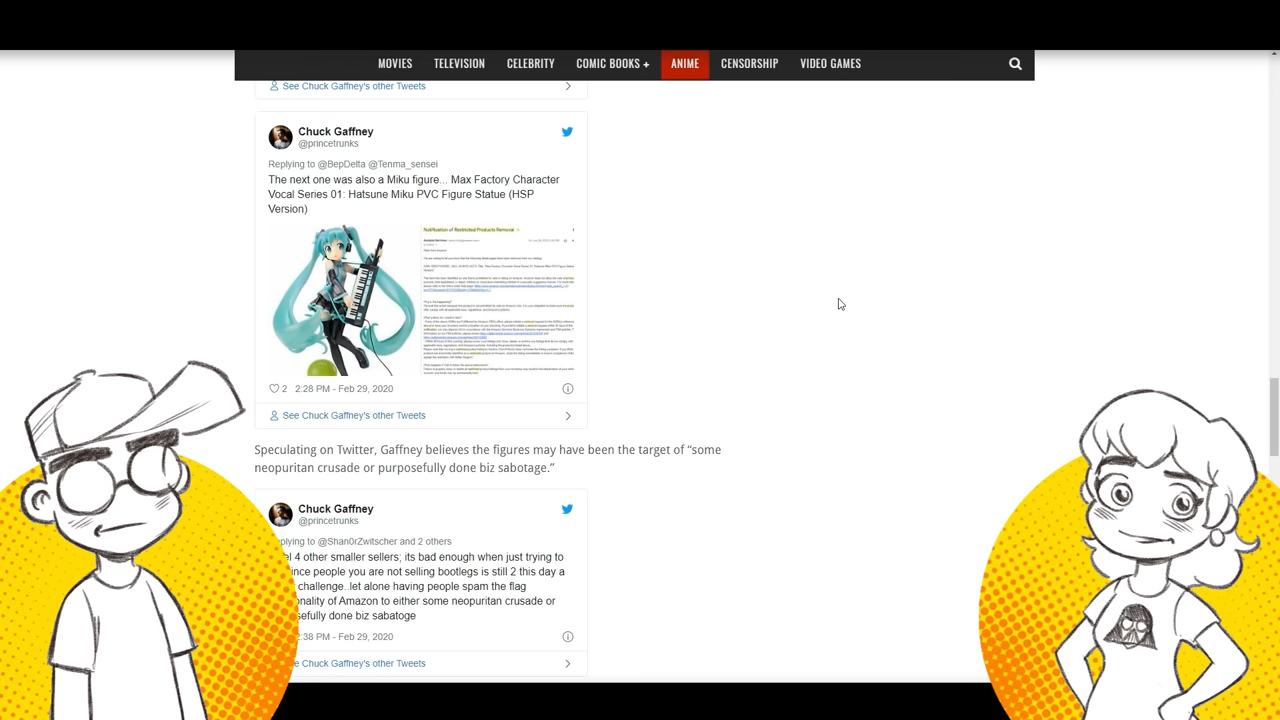 MOVIES TELEVISION CELEBRITY COMIC BOOKS + ANIME CENSORSHIP VIDEO GAMES
See Chuck Gaffney's other Tweets
Chuck Gaffney
@princetrunks
Replying to @BepDelta @Tenma_sensei
The next one was also a Miku figure... Max Factory Character
Vocal Series 01: Hatsune Miku PVC Figure Statue (HSP
Version)
Notification of Restricted Products Removal
2 2:28 PM - Feb 29, 2020
See Chuck Gaffney's other Tweets
Speculating on Twitter, Gaffney believes the figures may have been the target of “some
neopuritan crusade or purposefully done biz sabotage.”
Chuck Gaffney
@princetrunks
plying to @Shan0rZwitscher and 2 others
4 other smaller sellers; its bad enough when just trying to
ince people you are not selling bootlegs is still 2 this day a
challenge..let alone having people spam the flag
onality of Amazon to either some neopuritan crusade or
sefully done biz sabatoge
:38 PM - Feb 29, 2020
Chuck Gaffney's other Tweets